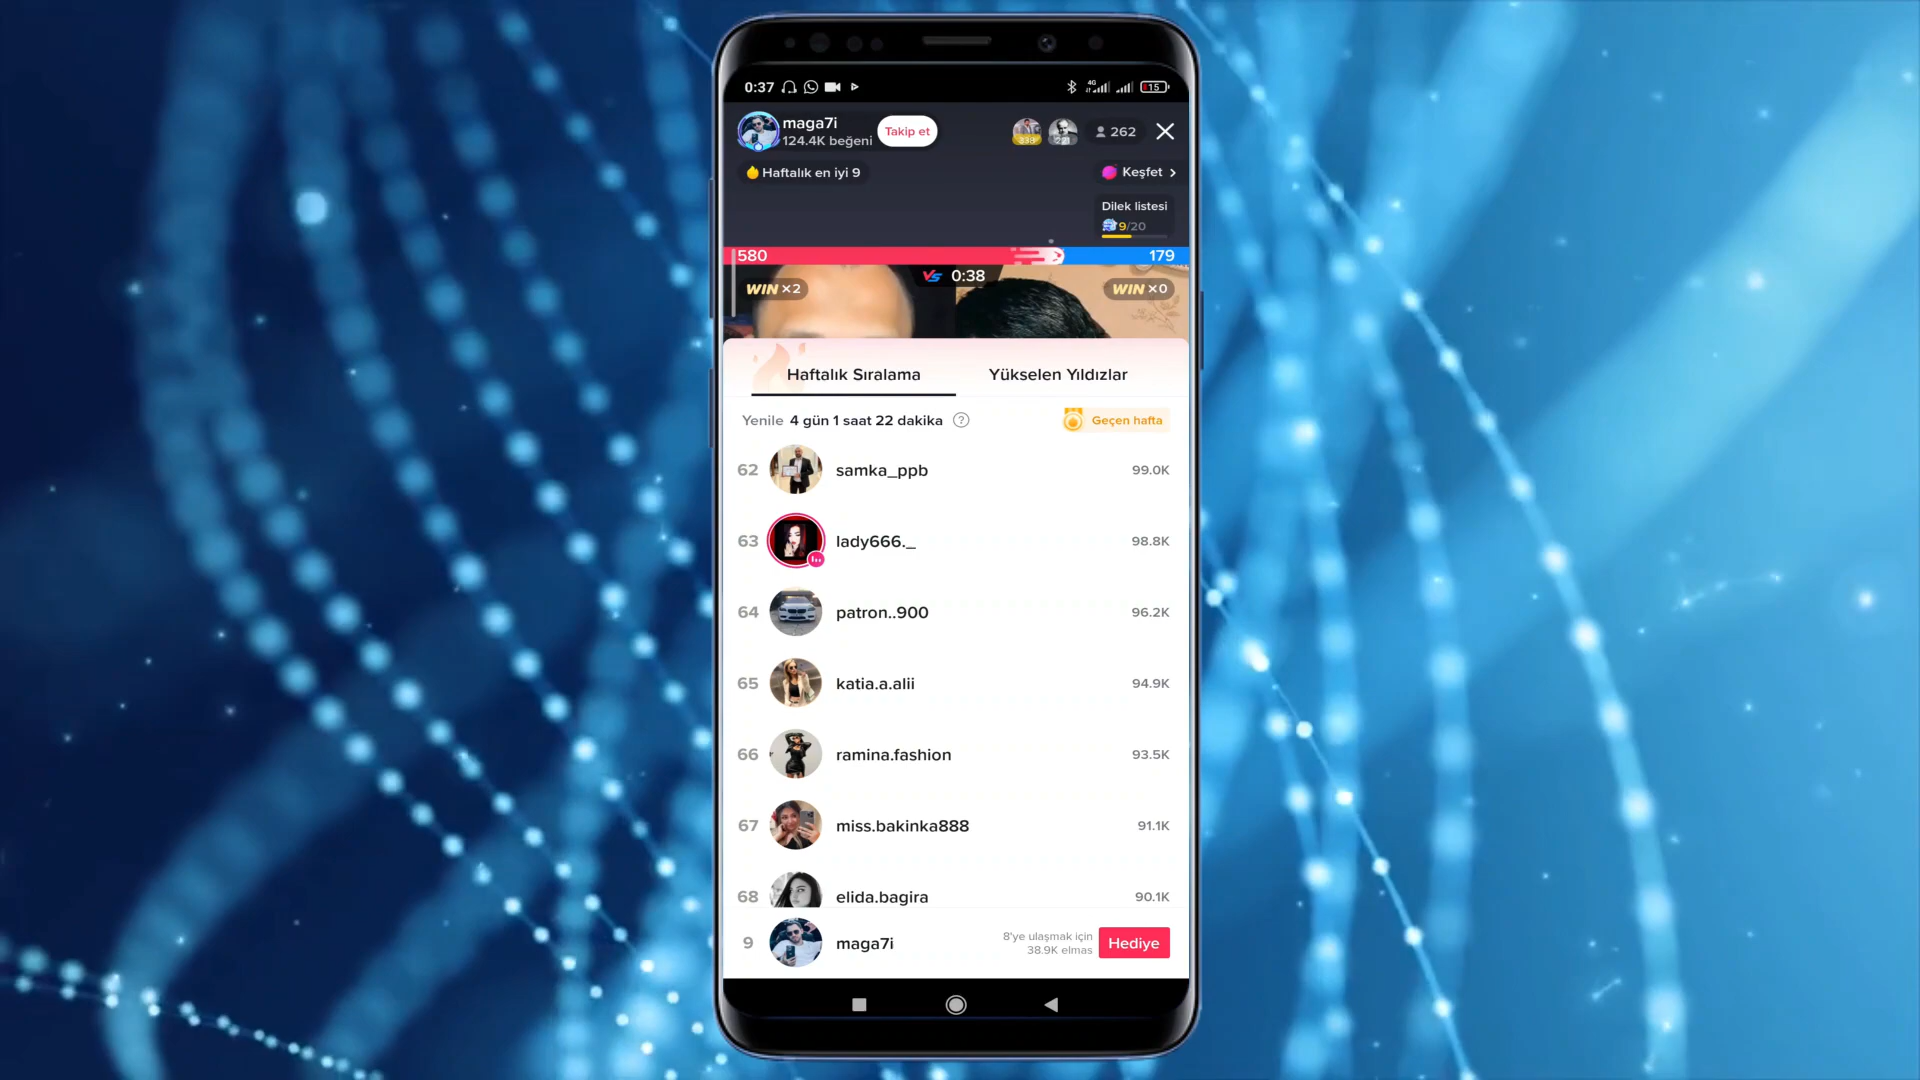 0:37
4G
15
maga7i
124.4K beğeni
Takip et
262
Haftalık en iyi 9
Keşfet
Dilek listesi
9/20
580
179
VS 0:38
WIN ×2
WIN ×0
Haftalık Sıralama
Yükselen Yıldızlar
Yenile 4 gün 1 saat 22 dakika
?
Geçen hafta
62 samka_ppb 99.0K
63 lady666._ 98.8K
64 patron..900 96.2K
65 katia.a.alii 94.9K
66 ramina.fashion 93.5K
67 miss.bakinka888 91.1K
68 elida.bagira 90.1K
9 maga7i
8'ye ulaşmak için
38.9K elmas
Hediye